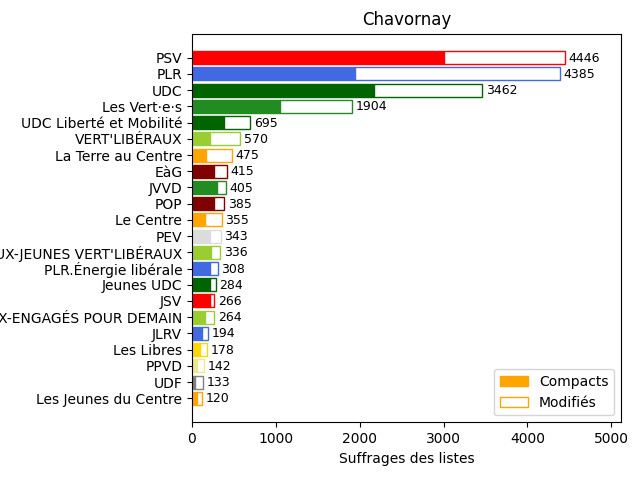 Chavornay
PSV 4446
PLR 4385
UDC 3462
Les Vert·e·s 1904
UDC Liberté et Mobilité 695
VERT'LIBÉRAUX 570
La Terre au Centre 475
EàG 415
JVVD 405
POP 385
Le Centre 355
PEV 343
UX-JEUNES VERT'LIBÉRAUX 336
PLR.Énergie libérale 308
Jeunes UDC 284
JSV 266
X-ENGAGÉS POUR DEMAIN 264
JLRV 194
Les Libres 178
PPVD 142
UDF 133
Les Jeunes du Centre 120
Compacts
Modifiés
0 1000 2000 3000 4000 5000
Suffrages des listes